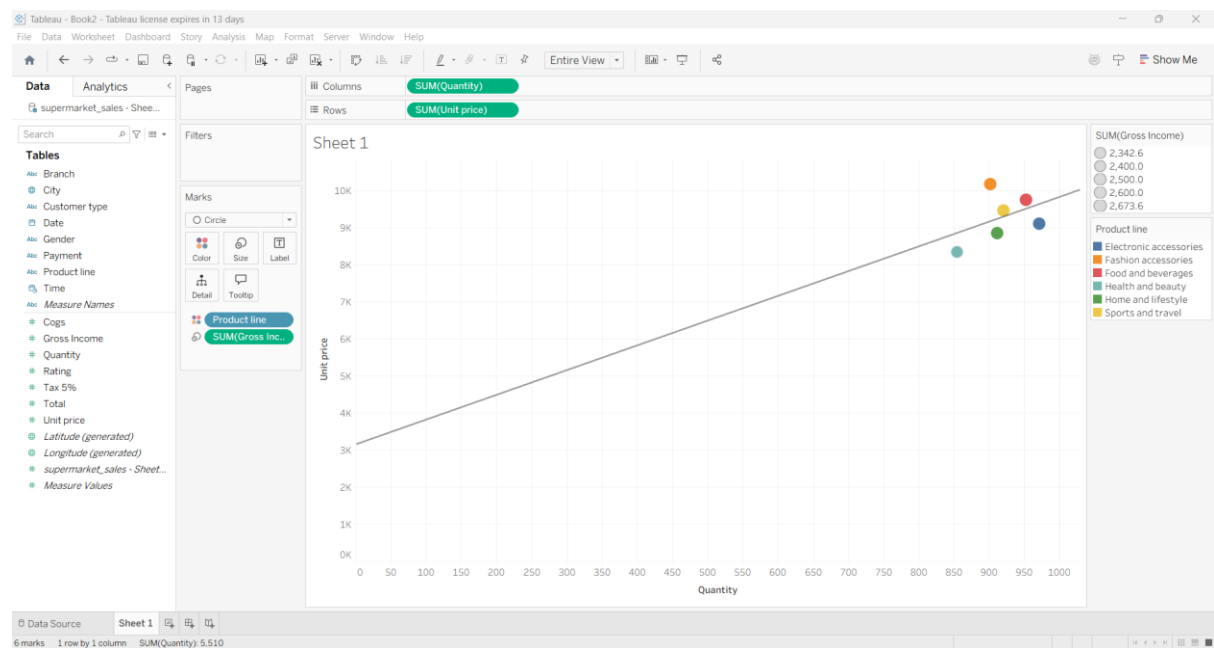 Tableau - Book2 - Tableau license expires in 13 days
File Data Worksheet Dashboard Story Analysis Map Format Server Window Help
Entire View
Show Me
Data Analytics
supermarket_sales - Shee...
Search
Tables
Abc Branch
City
Abc Customer type
Date
Abc Gender
Abc Payment
Abc Product line
Time
Abc Measure Names
# Cogs
# Gross Income
# Quantity
# Rating
# Tax 5%
# Total
# Unit price
Latitude (generated)
Longitude (generated)
# supermarket_sales - Sheet...
# Measure Values
Pages
Filters
Marks
Circle
Color Size Label
Detail Tooltip
Product line
SUM(Gross Inc..
Columns SUM(Quantity)
Rows SUM(Unit price)
Sheet 1
10K
9K
8K
7K
6K
5K
4K
3K
2K
1K
0K
Unit price
0 50 100 150 200 250 300 350 400 450 500 550 600 650 700 750 800 850 900 950 1000
Quantity
SUM(Gross Income)
2,342.6
2,400.0
2,500.0
2,600.0
2,673.6
Product line
Electronic accessories
Fashion accessories
Food and beverages
Health and beauty
Home and lifestyle
Sports and travel
Data Source Sheet 1
6 marks 1 row by 1 column SUM(Quantity): 5,510